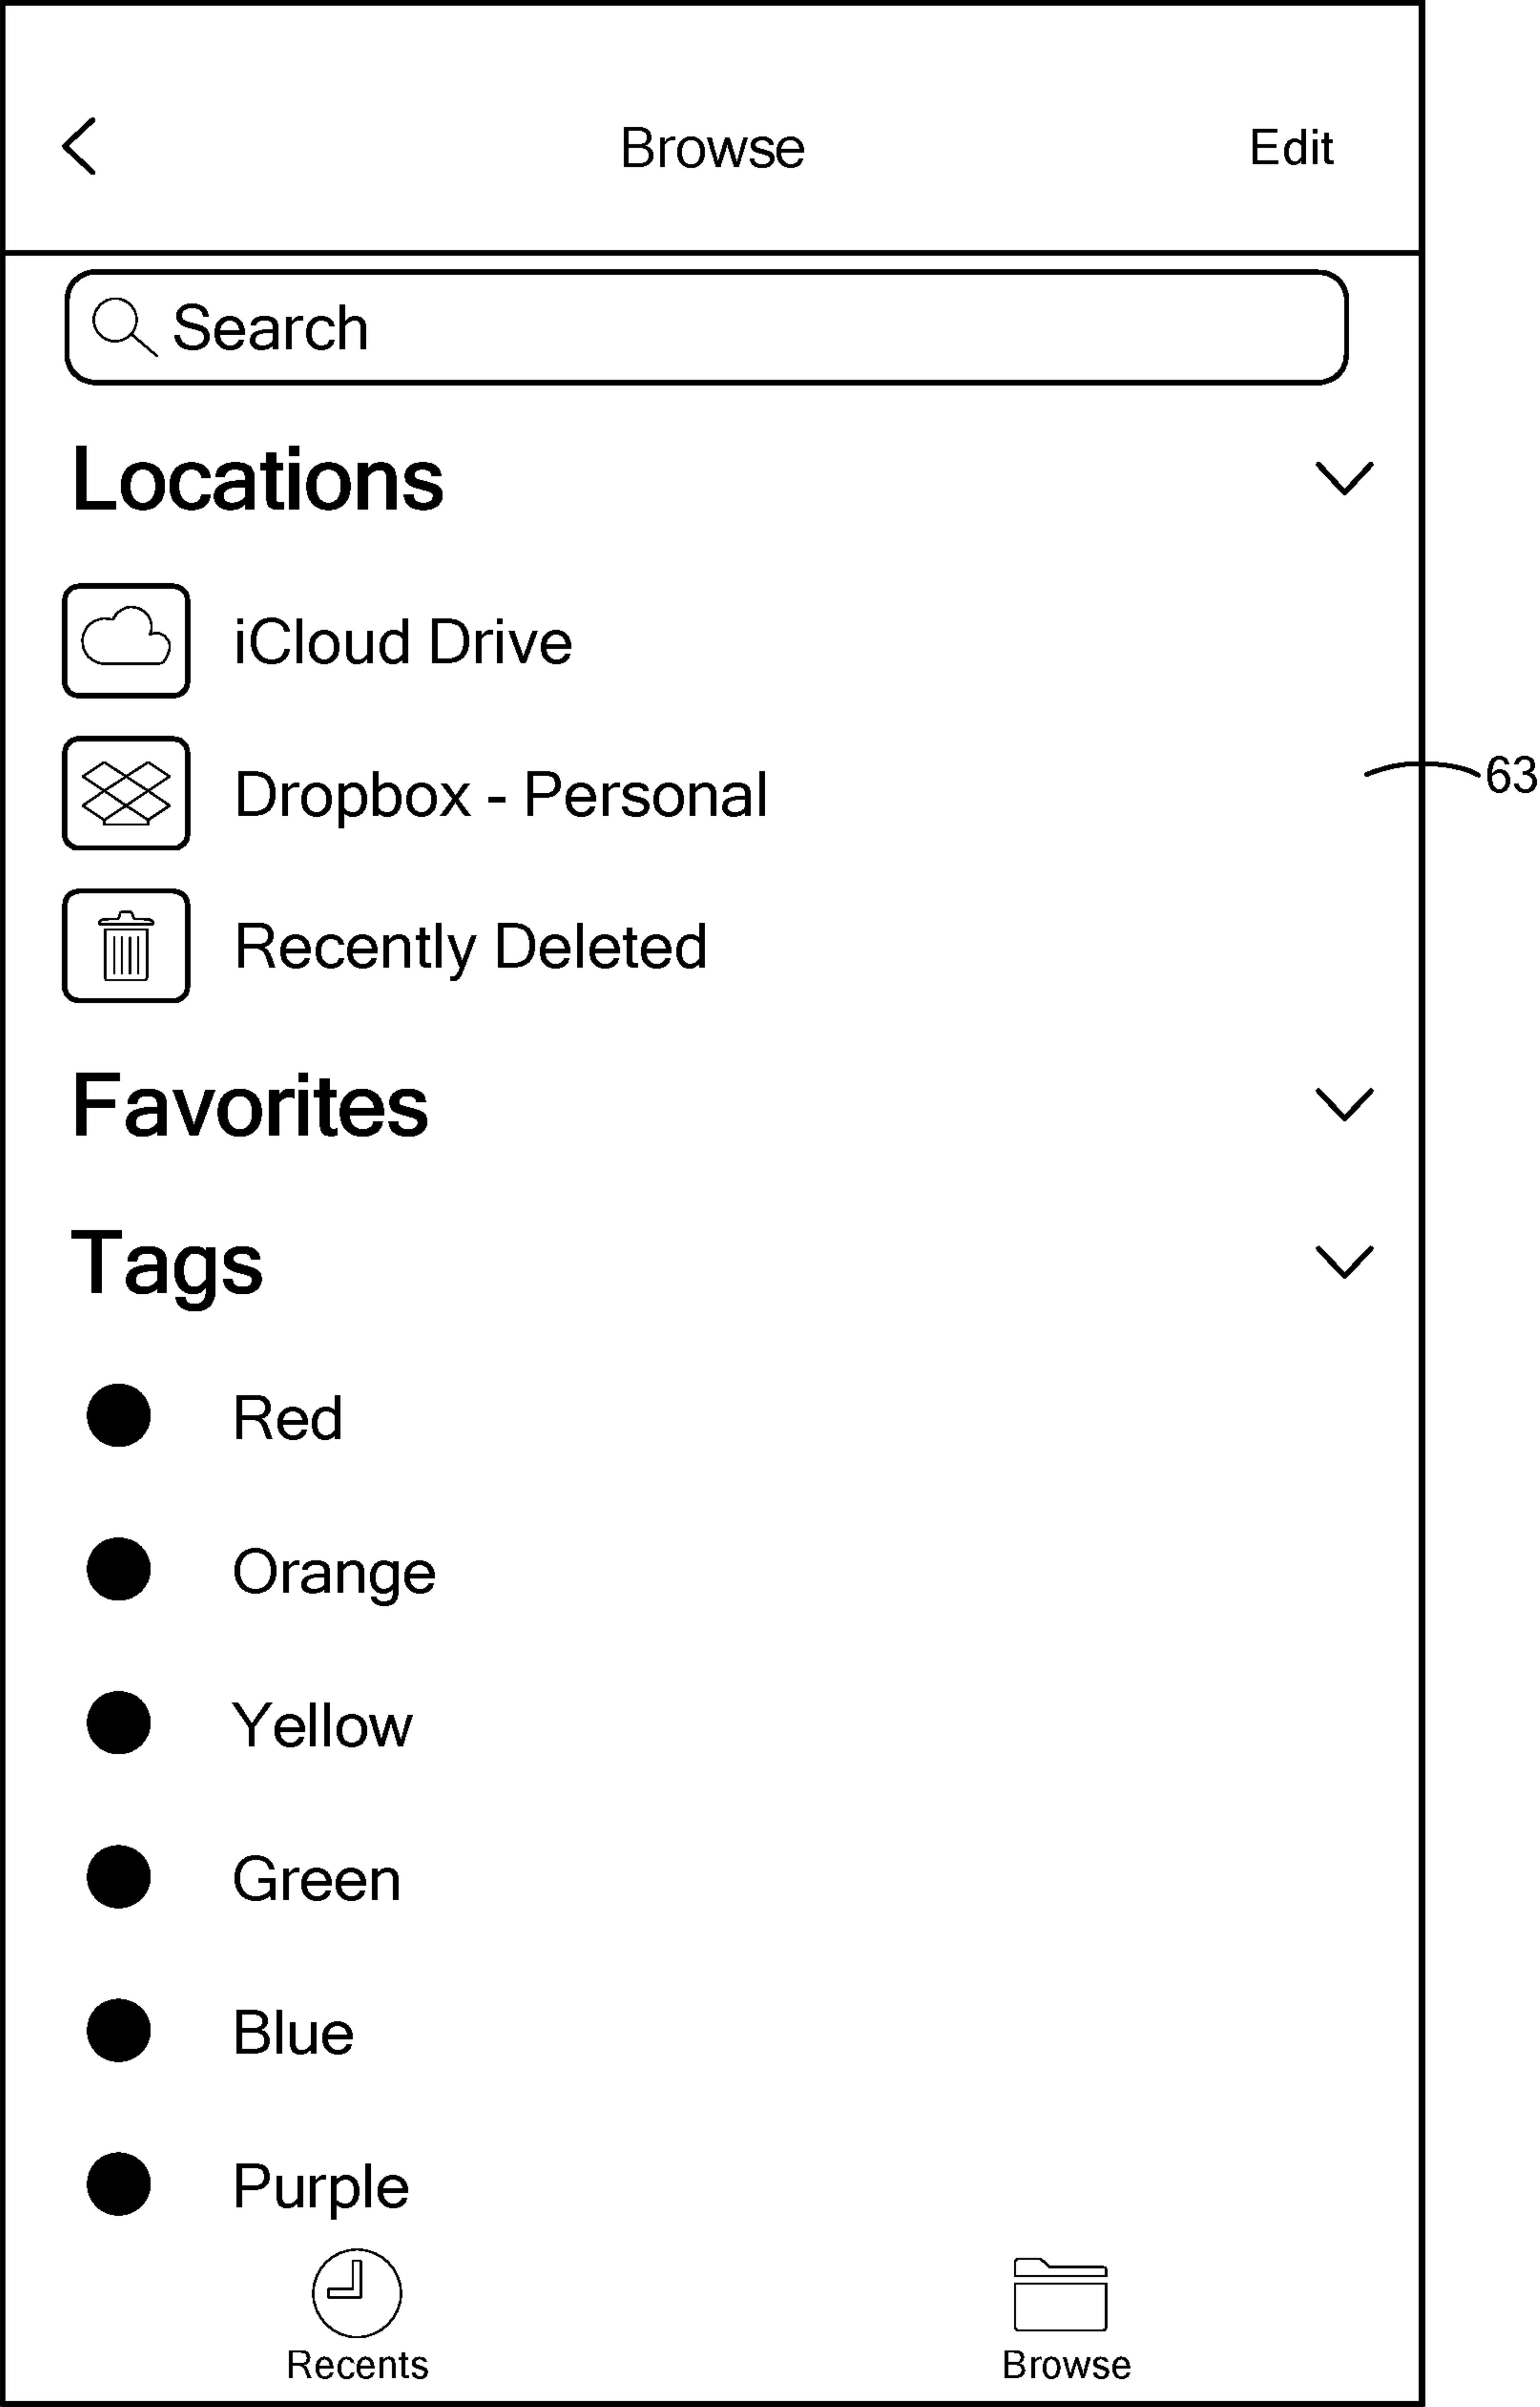 Browse
Edit
Search
Locations
iCloud Drive
Dropbox - Personal
63
Recently Deleted
Favorites
Tags
Red
Orange
Yellow
Green
Blue
Purple
Recents
Browse